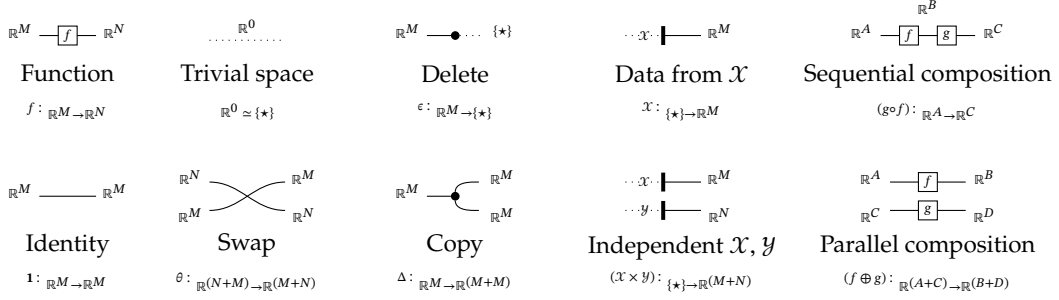 ℝ^M f ℝ^N ℝ^0 ℝ^M {⋆} 𝒳 ℝ^M ℝ^A f ℝ^B g ℝ^C
Function Trivial space Delete Data from 𝒳 Sequential composition
f: ℝ^M→ℝ^N ℝ^0 ≃ {⋆} ϵ: ℝ^M→{⋆} 𝒳: {⋆}→ℝ^M (g∘f): ℝ^A→ℝ^C
ℝ^M ℝ^M ℝ^N ℝ^M ℝ^M ℝ^M 𝒳 ℝ^M ℝ^A f ℝ^B
ℝ^M ℝ^N ℝ^M 𝒴 ℝ^N ℝ^C g ℝ^D
Identity Swap Copy Independent 𝒳, 𝒴 Parallel composition
𝟏: ℝ^M→ℝ^M θ: ℝ^(N+M)→ℝ^(M+N) Δ: ℝ^M→ℝ^(M+M) (𝒳 × 𝒴): {⋆}→ℝ^(M+N) (f ⊕ g): ℝ^(A+C)→ℝ^(B+D)